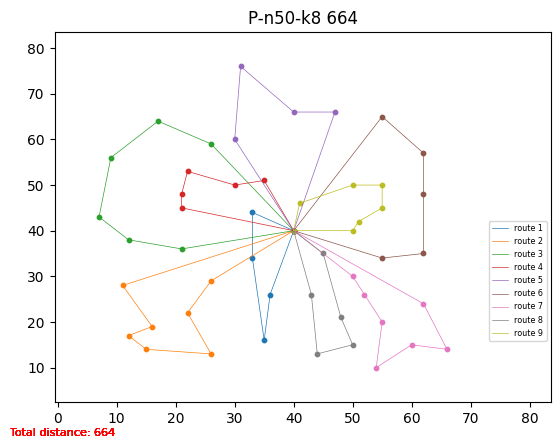 P-n50-k8 664
80
70
60
50
40
30
20
10
0 10 20 30 40 50 60 70 80
route 1
route 2
route 3
route 4
route 5
route 6
route 7
route 8
route 9
Total distance: 664